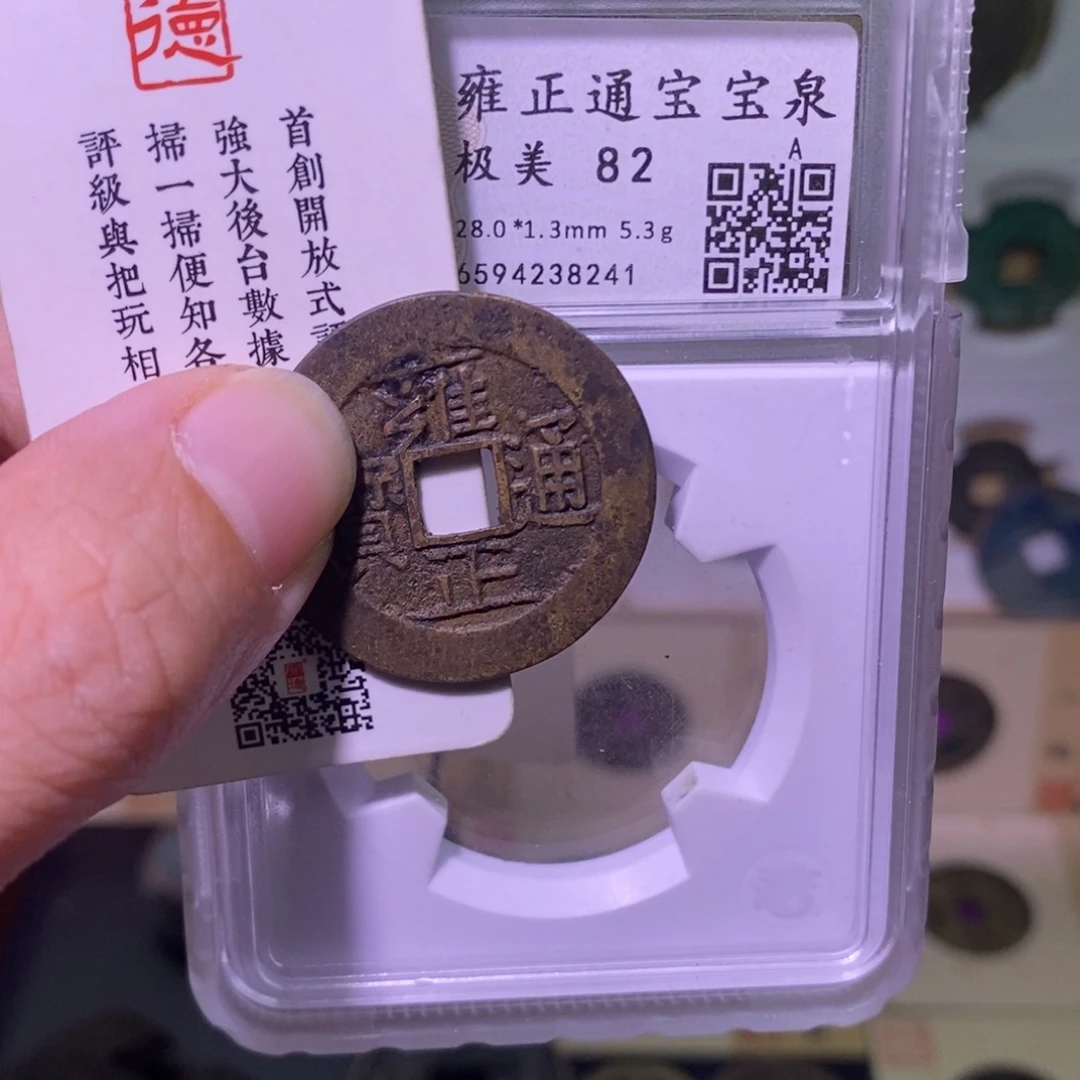 雍正通宝宝泉
极美 82
A
28.0*1.3mm 5.3g
6594238241
德
首創開放式評
強大後台數據
掃一掃便知各
評級與把玩相
雍正通寶